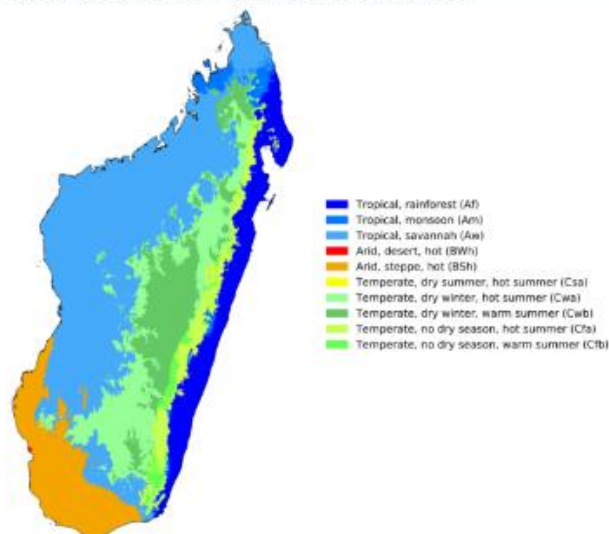 Tropical, rainforest (Af)
Tropical, monsoon (Am)
Tropical, savannah (Aw)
Arid, desert, hot (BWh)
Arid, steppe, hot (BSh)
Temperate, dry summer, hot summer (Csa)
Temperate, dry winter, hot summer (Cwa)
Temperate, dry winter, warm summer (Cwb)
Temperate, no dry season, hot summer (Cfa)
Temperate, no dry season, warm summer (Cfb)